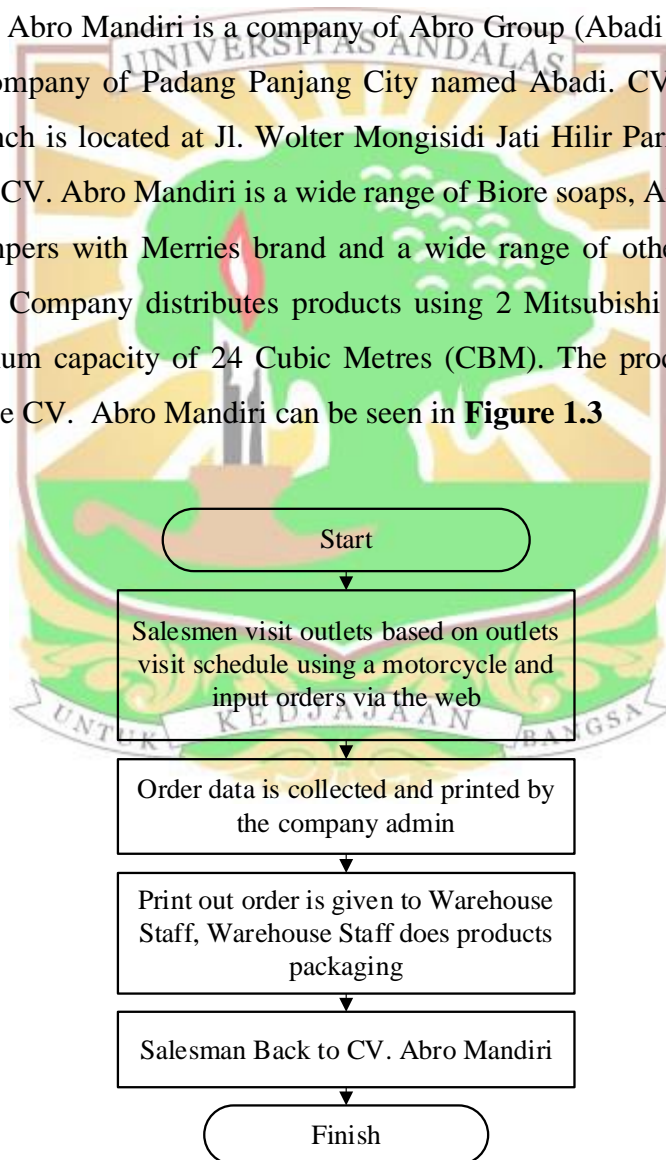 Abro Mandiri is a company of Abro Group (Abadi
UNIVERSITAS ANDALAS
ompany of Padang Panjang City named Abadi. CV
nch is located at Jl. Wolter Mongisidi Jati Hilir Par
CV. Abro Mandiri is a wide range of Biore soaps, A
mpers with Merries brand and a wide range of othe
Company distributes products using 2 Mitsubishi
um capacity of 24 Cubic Metres (CBM). The proc
e CV. Abro Mandiri can be seen in Figure 1.3
Start
Salesmen visit outlets based on outlets
visit schedule using a motorcycle and
input orders via the web
UNTUK KEDJAJAAN BANGSA
Order data is collected and printed by
the company admin
Print out order is given to Warehouse
Staff, Warehouse Staff does products
packaging
Salesman Back to CV. Abro Mandiri
Finish